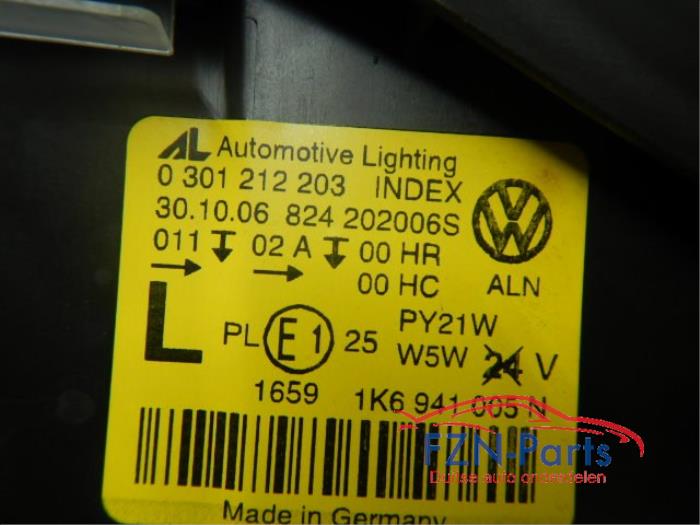 AL Automotive Lighting
0 301 212 203 INDEX
30.10.06 824 202006S
011 02 A 00 HR
00 HC
ALN
L PL E1 25
PY21W
W5W 24 V
1659 1K6 941 005 N
FZN-Parts
Duitse auto onderdelen
Made in Germany